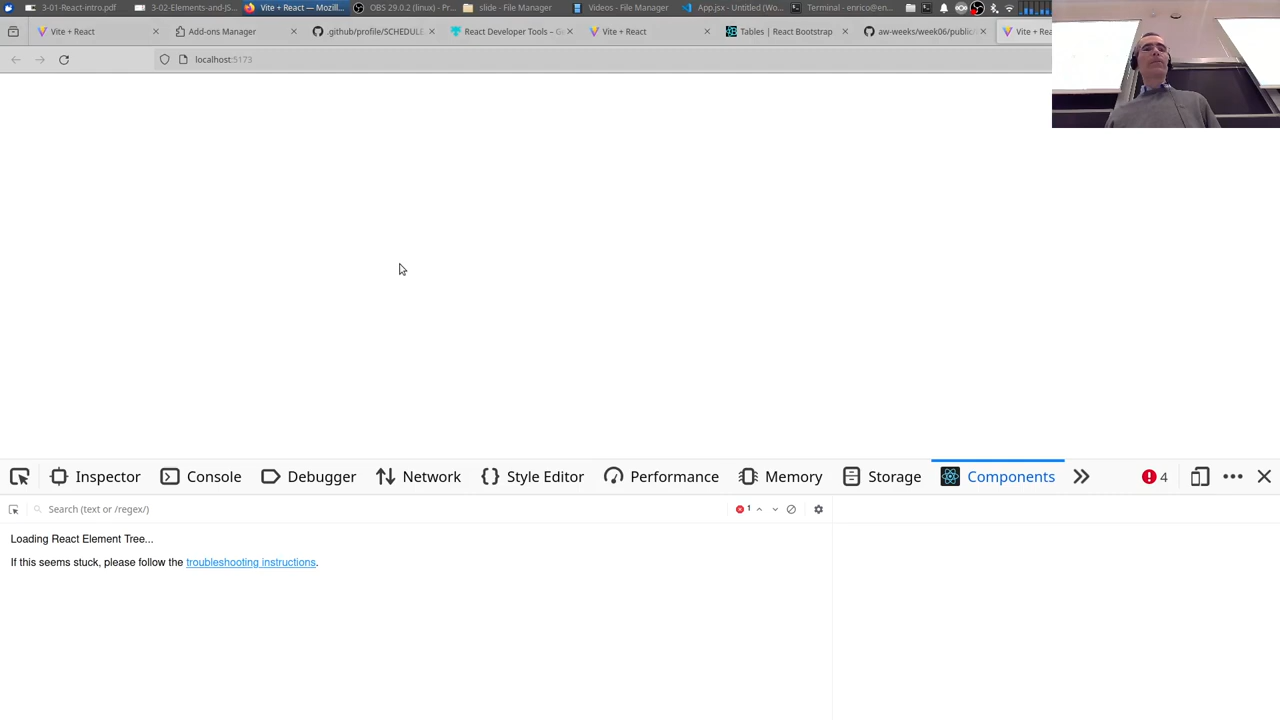 3-01-React-intro.pdf
3-02-Elements-and-JS...
Vite + React — Mozill...
OBS 29.0.2 (linux) - Pr...
slide - File Manager
Videos - File Manager
App.jsx - Untitled (Wo...
Terminal - enrico@en...
Vite + React
Add-ons Manager
.github/profile/SCHEDULE
React Developer Tools – G
Vite + React
Tables | React Bootstrap
aw-weeks/week06/public
Vite + Rea
localhost:5173
Inspector
Console
Debugger
Network
Style Editor
Performance
Memory
Storage
Components
4
Search (text or /regex/)
1
Loading React Element Tree...
If this seems stuck, please follow the troubleshooting instructions.